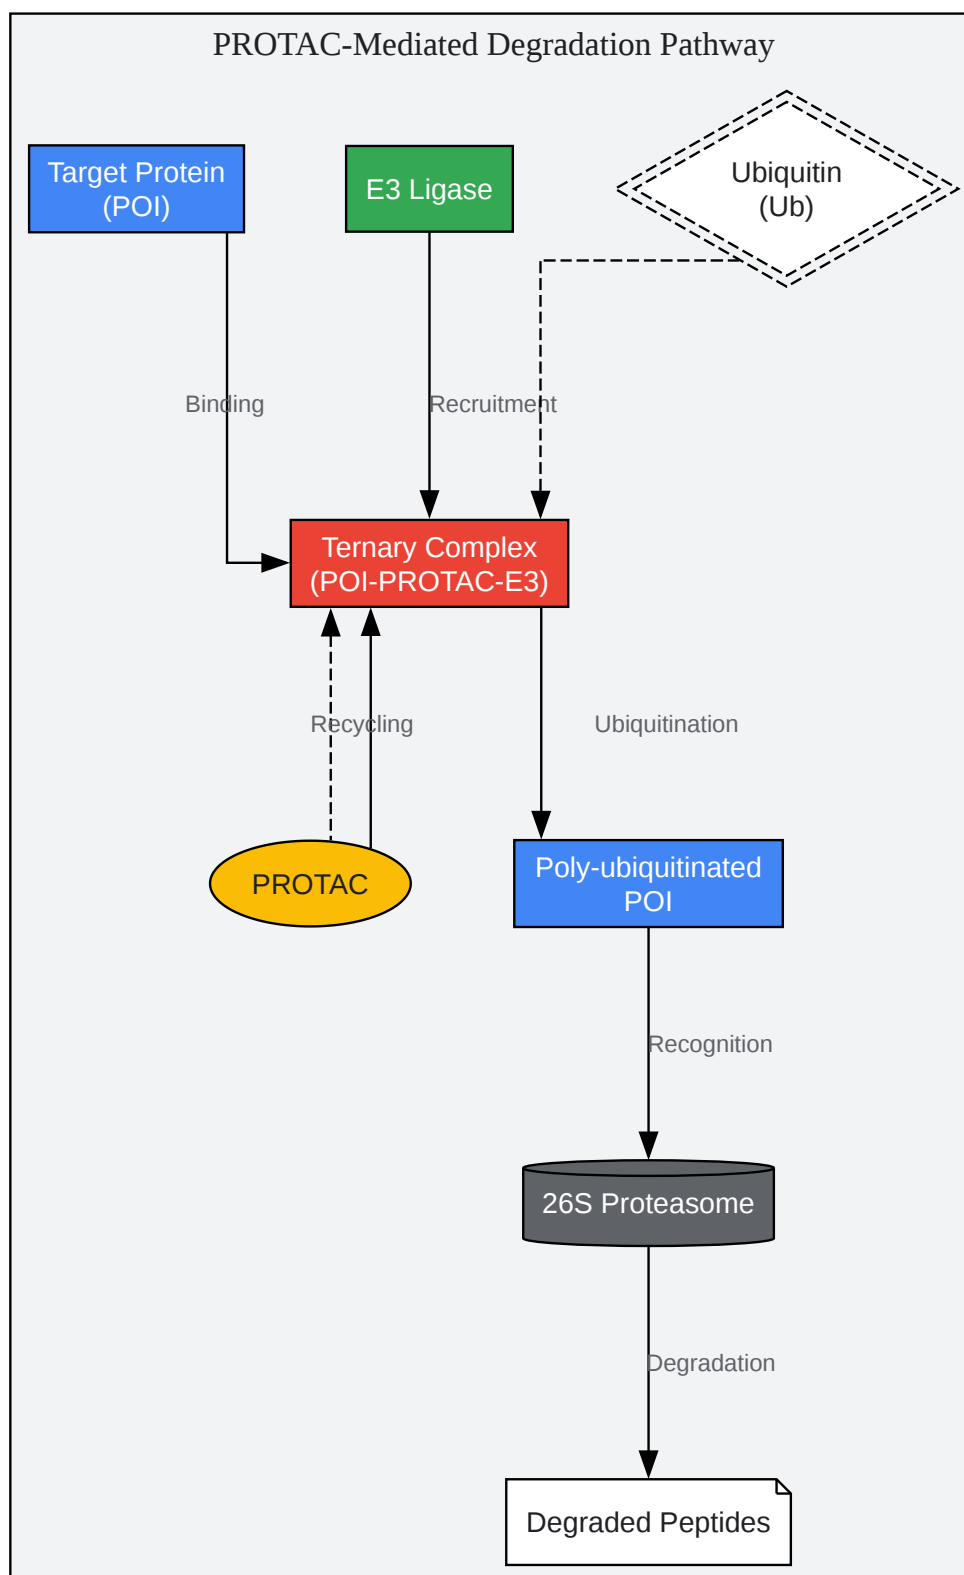 PROTAC-Mediated Degradation Pathway
Target Protein
(POI)
E3 Ligase
Ubiquitin
(Ub)
Binding
Recruitment
Ternary Complex
(POI-PROTAC-E3)
Recycling
Ubiquitination
PROTAC
Poly-ubiquitinated
POI
Recognition
26S Proteasome
Degradation
Degraded Peptides